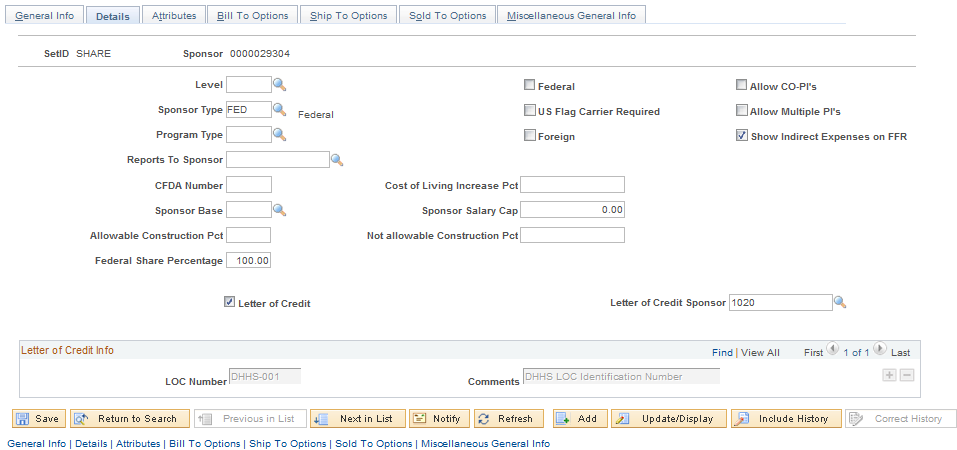 General Info Details Attributes Bill To Options Ship To Options Sold To Options Miscellaneous General Info
SetID SHARE Sponsor 0000029304
Level Federal Allow CO-PI's
Sponsor Type FED Federal US Flag Carrier Required Allow Multiple PI's
Program Type Foreign Show Indirect Expenses on FFR
Reports To Sponsor
CFDA Number Cost of Living Increase Pct
Sponsor Base Sponsor Salary Cap 0.00
Allowable Construction Pct Not allowable Construction Pct
Federal Share Percentage 100.00
Letter of Credit Letter of Credit Sponsor 1020
Letter of Credit Info Find | View All First 1 of 1 Last
LOC Number DHHS-001 Comments DHHS LOC Identification Number
Save Return to Search Previous in List Next in List Notify Refresh Add Update/Display Include History Correct History
General Info | Details | Attributes | Bill To Options | Ship To Options | Sold To Options | Miscellaneous General Info